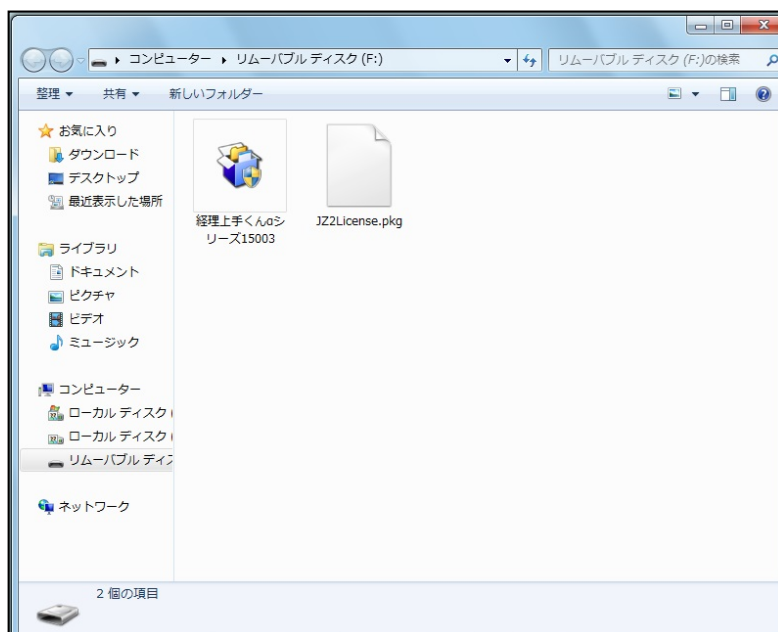 コンピューター ▸ リムーバブル ディスク (F:)
リムーバブル ディスク (F:)の検索
整理 ▼ 共有 ▼ 新しいフォルダー
お気に入り
ダウンロード
デスクトップ
最近表示した場所
ライブラリ
ドキュメント
ピクチャ
ビデオ
ミュージック
コンピューター
ローカル ディスク (
ローカル ディスク (
リムーバブル ディス
ネットワーク
経理上手くんαシ
リーズ15003
JZ2License.pkg
2 個の項目